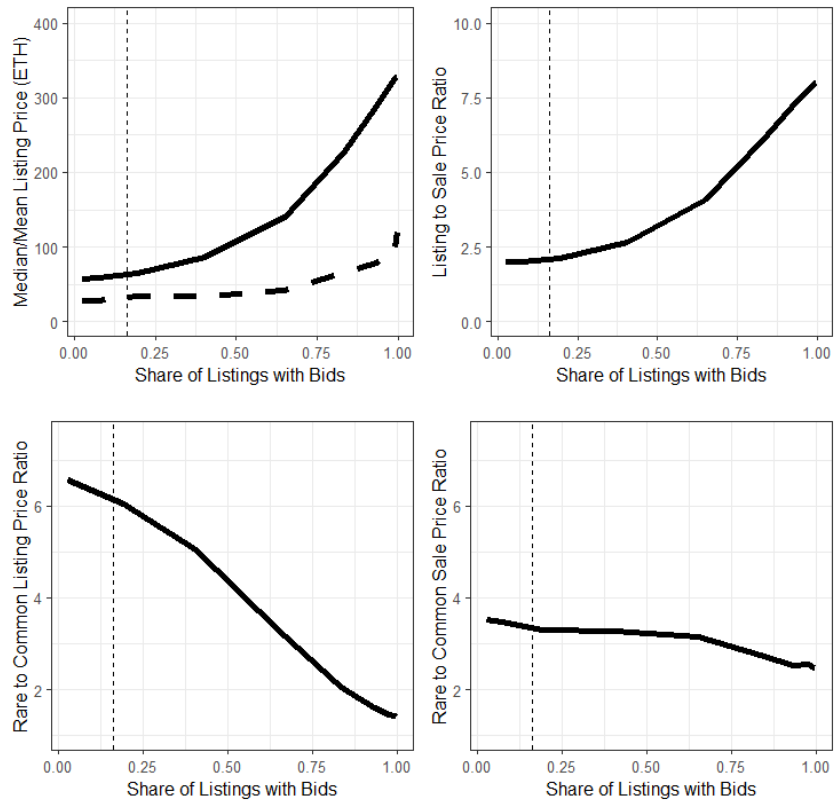 Median/Mean Listing Price (ETH)
400
300
200
100
0
0.00 0.25 0.50 0.75 1.00
Share of Listings with Bids
Listing to Sale Price Ratio
10.0
7.5
5.0
2.5
0.0
0.00 0.25 0.50 0.75 1.00
Share of Listings with Bids
Rare to Common Listing Price Ratio
6
4
2
0.00 0.25 0.50 0.75 1.00
Share of Listings with Bids
Rare to Common Sale Price Ratio
6
4
2
0.00 0.25 0.50 0.75 1.00
Share of Listings with Bids